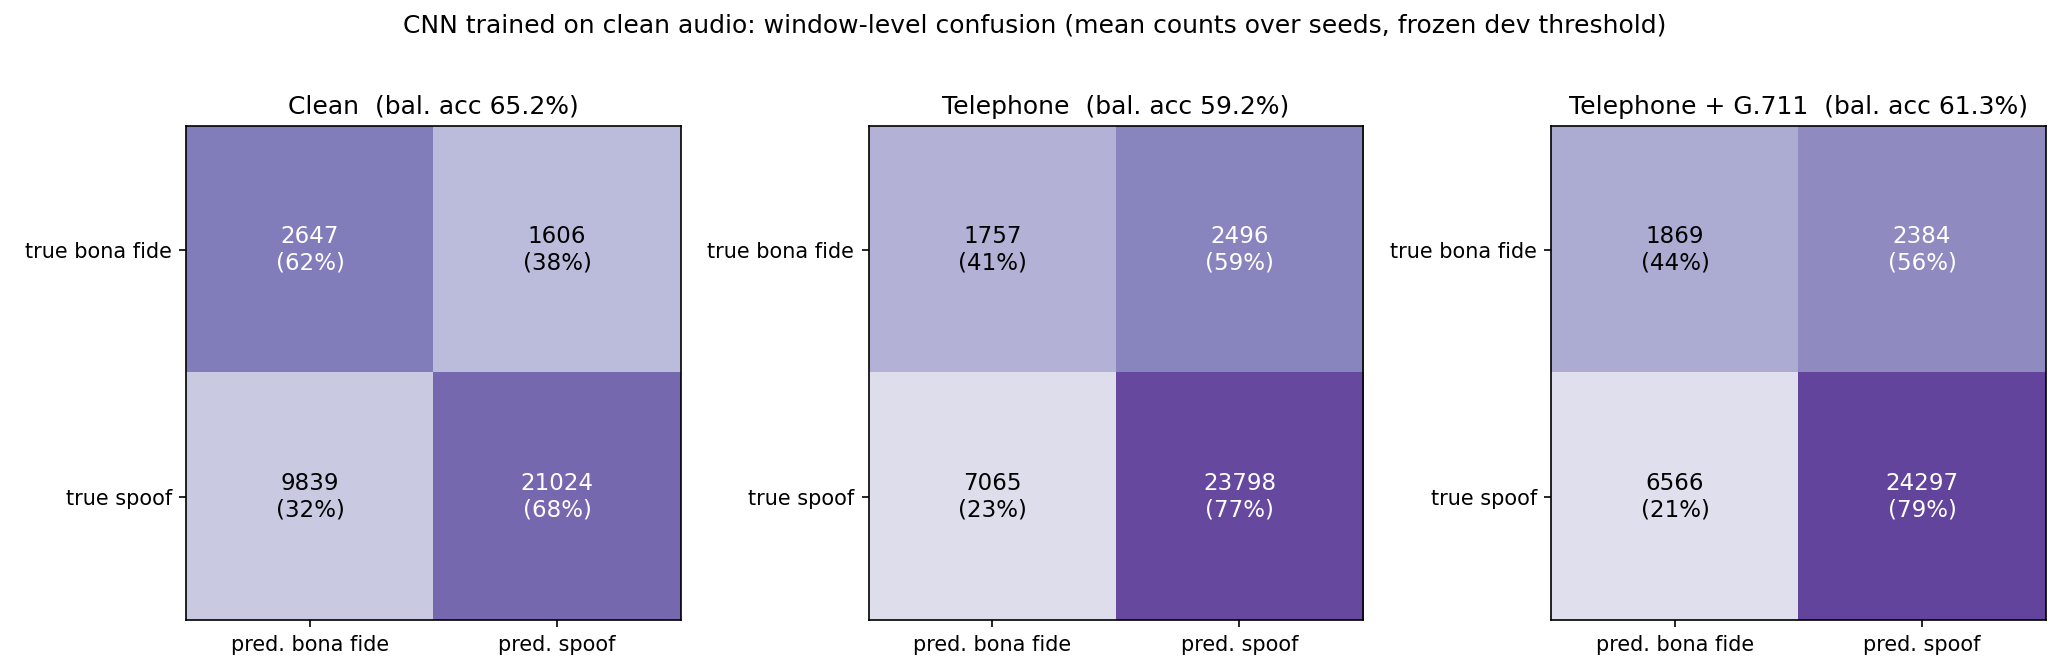 CNN trained on clean audio: window-level confusion (mean counts over seeds, frozen dev threshold)
Clean  (bal. acc 65.2%)
true bona fide
2647
(62%)
1606
(38%)
true spoof
9839
(32%)
21024
(68%)
pred. bona fide
pred. spoof
Telephone  (bal. acc 59.2%)
true bona fide
1757
(41%)
2496
(59%)
true spoof
7065
(23%)
23798
(77%)
pred. bona fide
pred. spoof
Telephone + G.711  (bal. acc 61.3%)
true bona fide
1869
(44%)
2384
(56%)
true spoof
6566
(21%)
24297
(79%)
pred. bona fide
pred. spoof